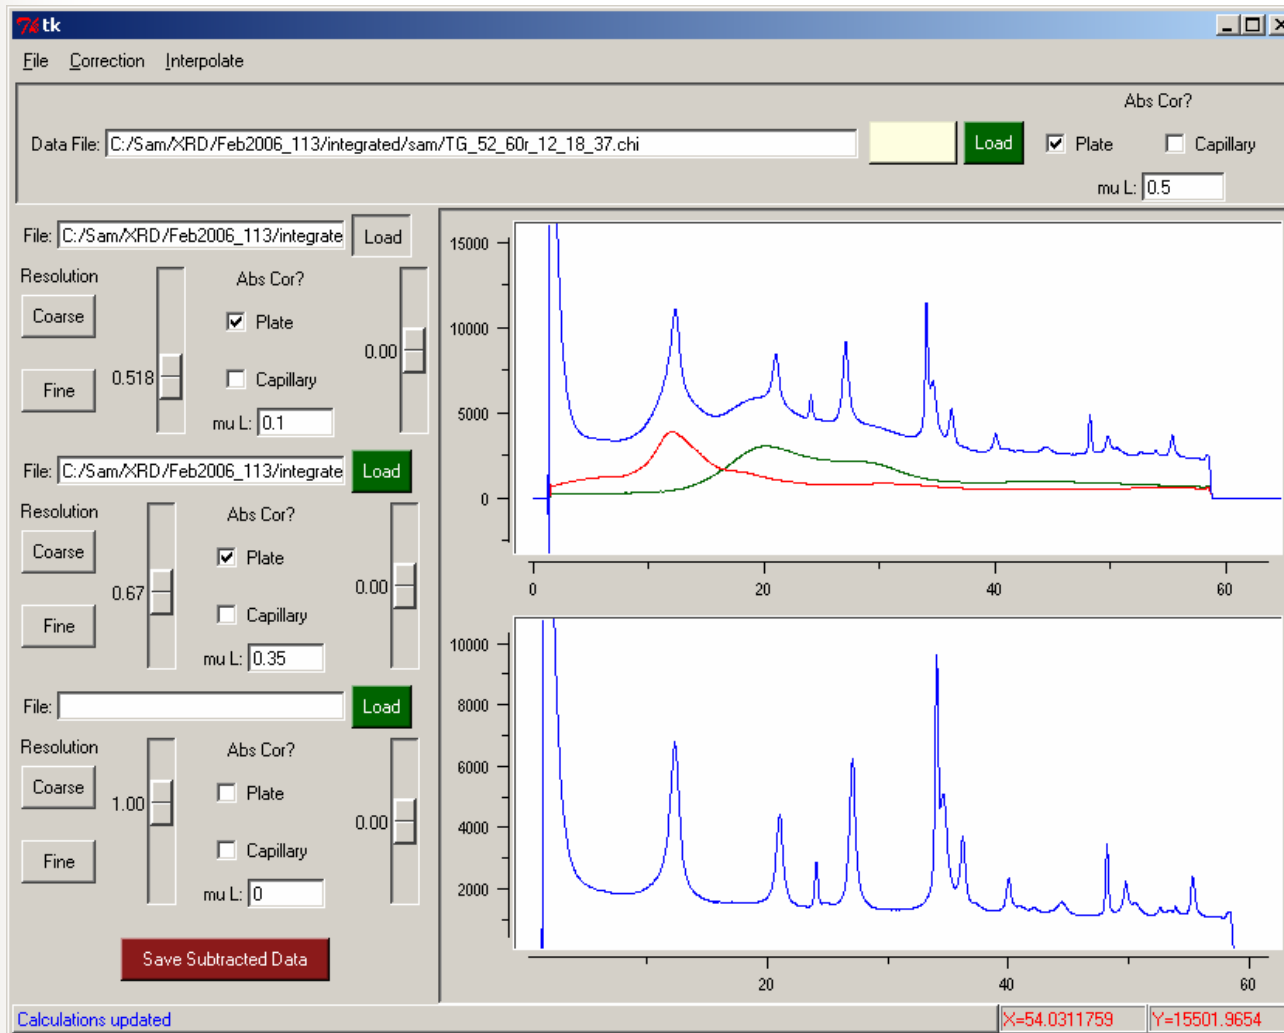 tk
File Correction Interpolate
Abs Cor?
Data File: C:/Sam/XRD/Feb2006_113/integrated/sam/TG_52_60r_12_18_37.chi Load Plate Capillary
mu L: 0.5
File: C:/Sam/XRD/Feb2006_113/integrate Load
Resolution Abs Cor?
Coarse Plate
0.00
Fine 0.518 Capillary
mu L: 0.1
File: C:/Sam/XRD/Feb2006_113/integrate Load
Resolution Abs Cor?
Coarse Plate
0.67 0.00
Fine Capillary
mu L: 0.35
File: Load
Resolution Abs Cor?
Coarse 1.00 Plate
0.00
Fine Capillary
mu L: 0
Save Subtracted Data
15000
10000
5000
0
0 20 40 60
10000
8000
6000
4000
2000
20 40 60
Calculations updated X=54.0311759 Y=15501.9654